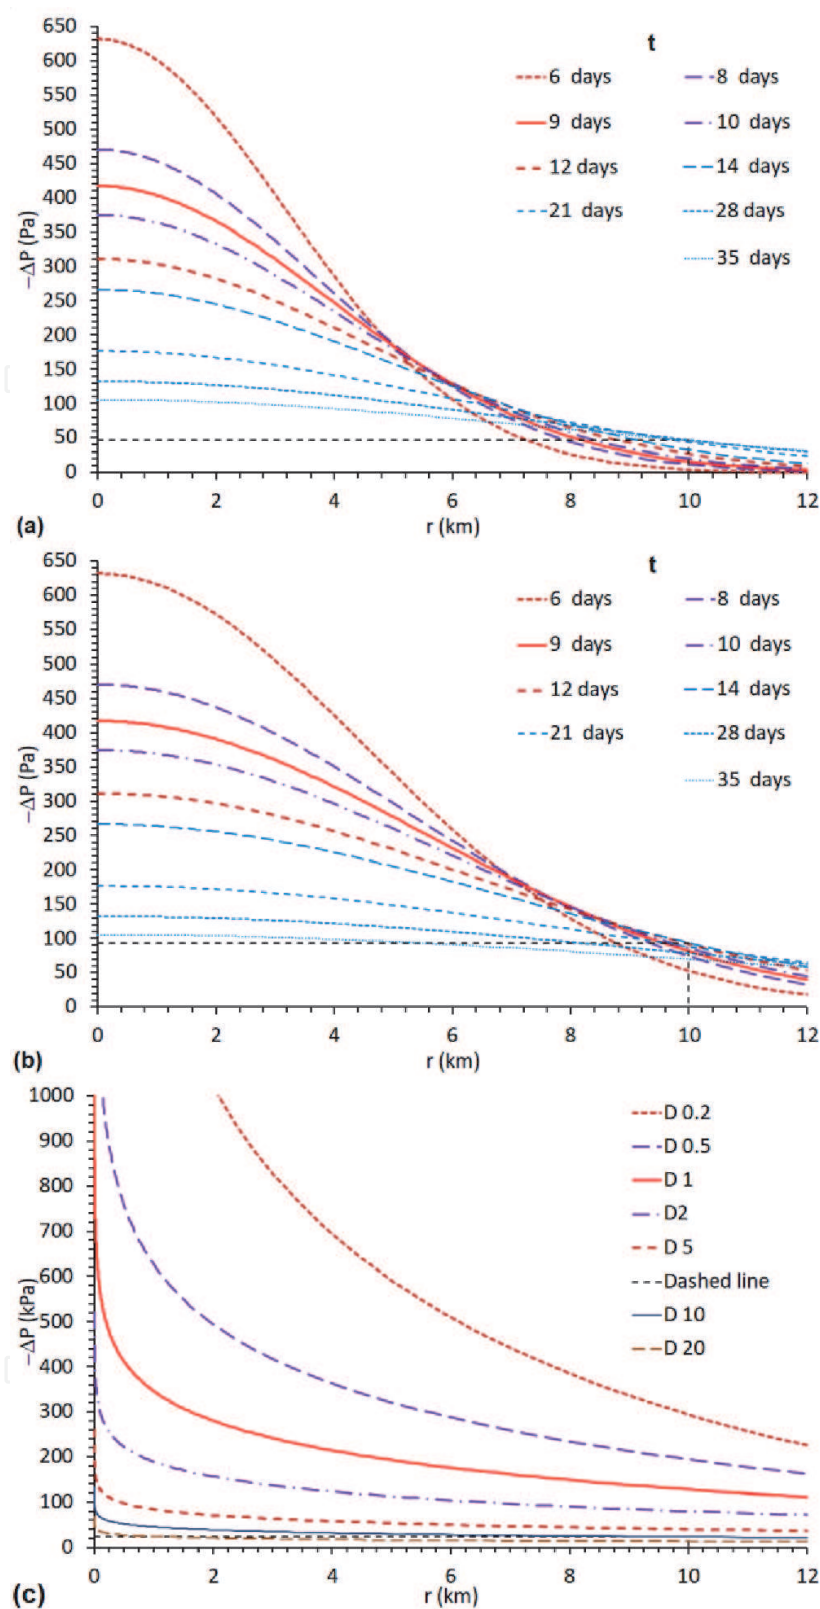 650
600
550
500
450
400
350
300
250
200
150
100
50
0
−ΔP (Pa)
t
6 days
8 days
9 days
10 days
12 days
14 days
21 days
28 days
35 days
0 2 4 6 8 10 12
(a)
r (km)
650
600
550
500
450
400
350
300
250
200
150
100
50
0
−ΔP (Pa)
t
6 days
8 days
9 days
10 days
12 days
14 days
21 days
28 days
35 days
0 2 4 6 8 10 12
(b)
r (km)
1000
900
800
700
600
500
400
300
200
100
0
−ΔP (kPa)
D 0.2
D 0.5
D 1
D2
D 5
Dashed line
D 10
D 20
0 2 4 6 8 10 12
(c)
r (km)